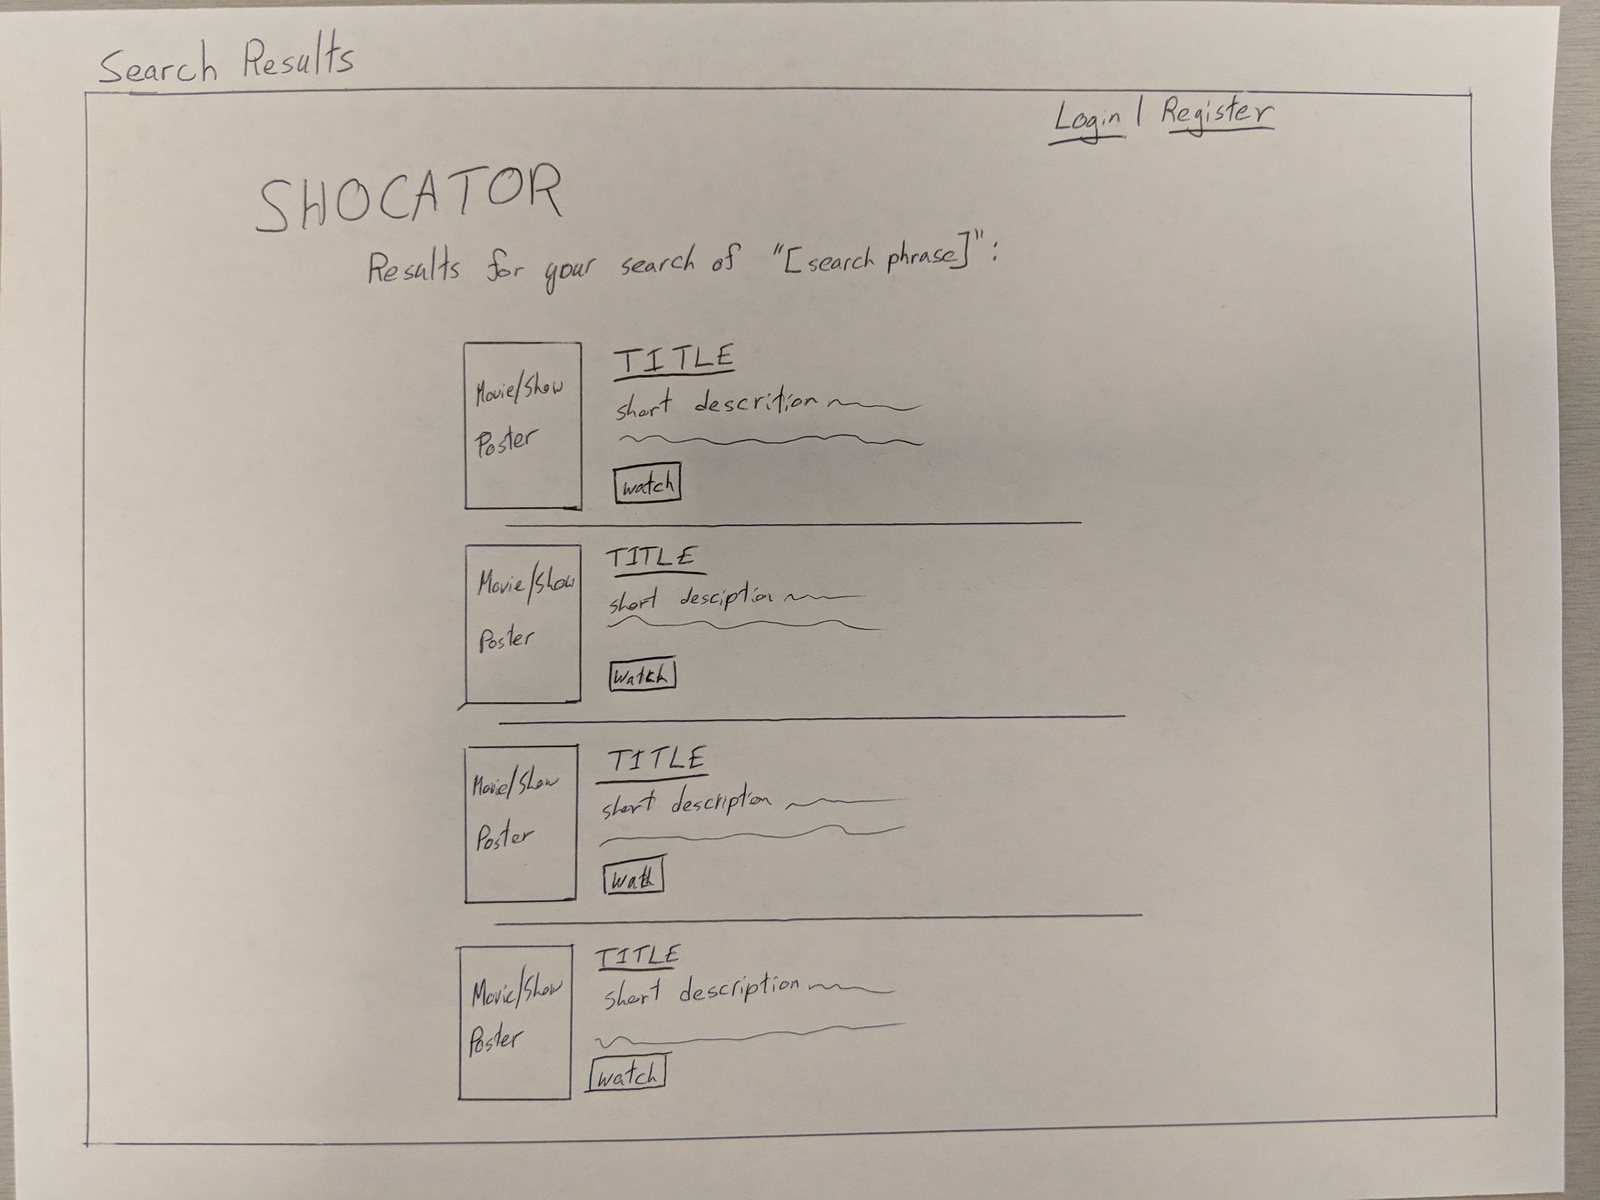 Search Results
Login | Register
SHOCATOR
Results for your search of "[search phrase]":
Movie/Show
Poster
TITLE
short descrition
watch
Movie/Show
Poster
TITLE
short desciption
watch
Movie/Show
Poster
TITLE
short description
wath
Movie/Show
Poster
TITLE
short description
watch